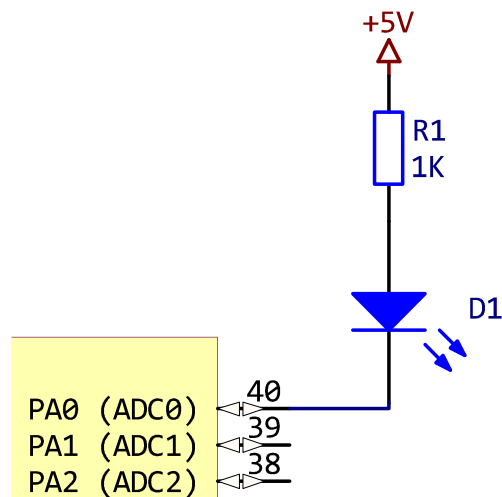 +5V
R1
1K
D1
40
PA0 (ADC0)
39
PA1 (ADC1)
38
PA2 (ADC2)